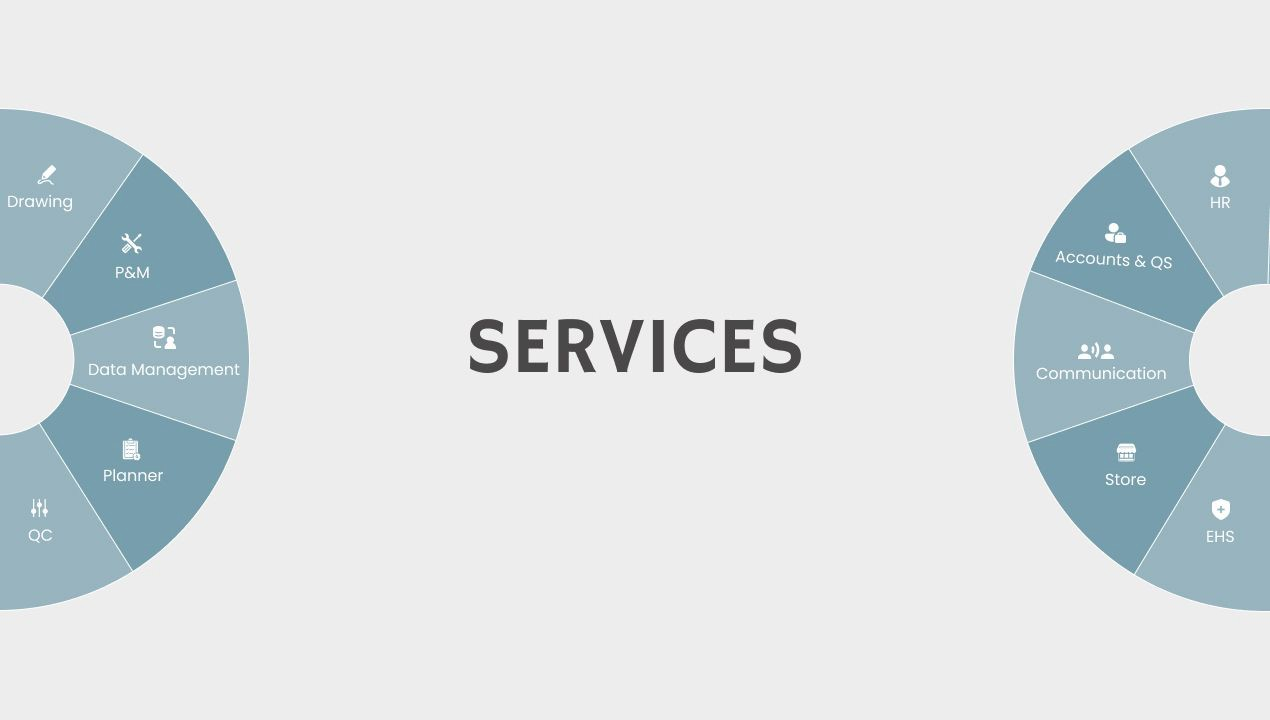 Drawing
P&M
Data Management
Planner
QC
SERVICES
HR
Accounts & QS
Communication
Store
EHS